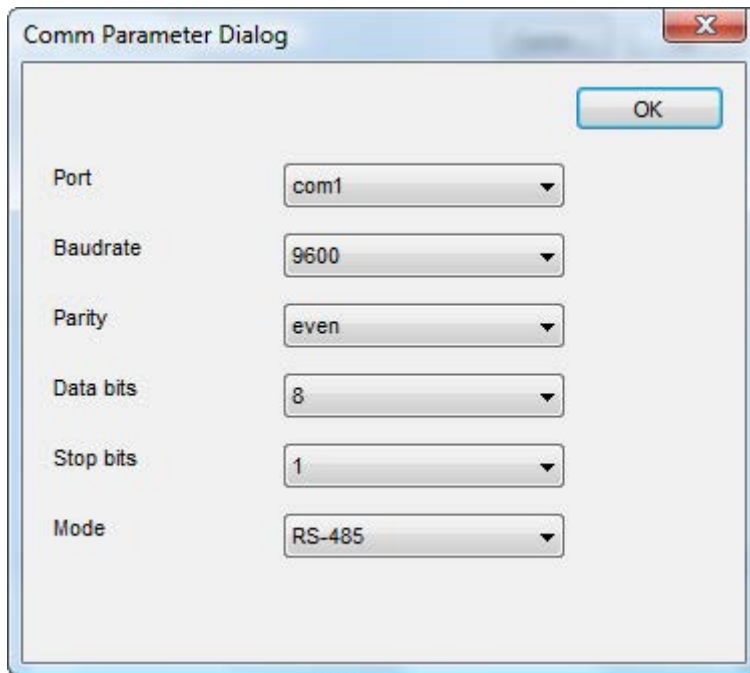 Comm Parameter Dialog
OK
Port com1
Baudrate 9600
Parity even
Data bits 8
Stop bits 1
Mode RS-485